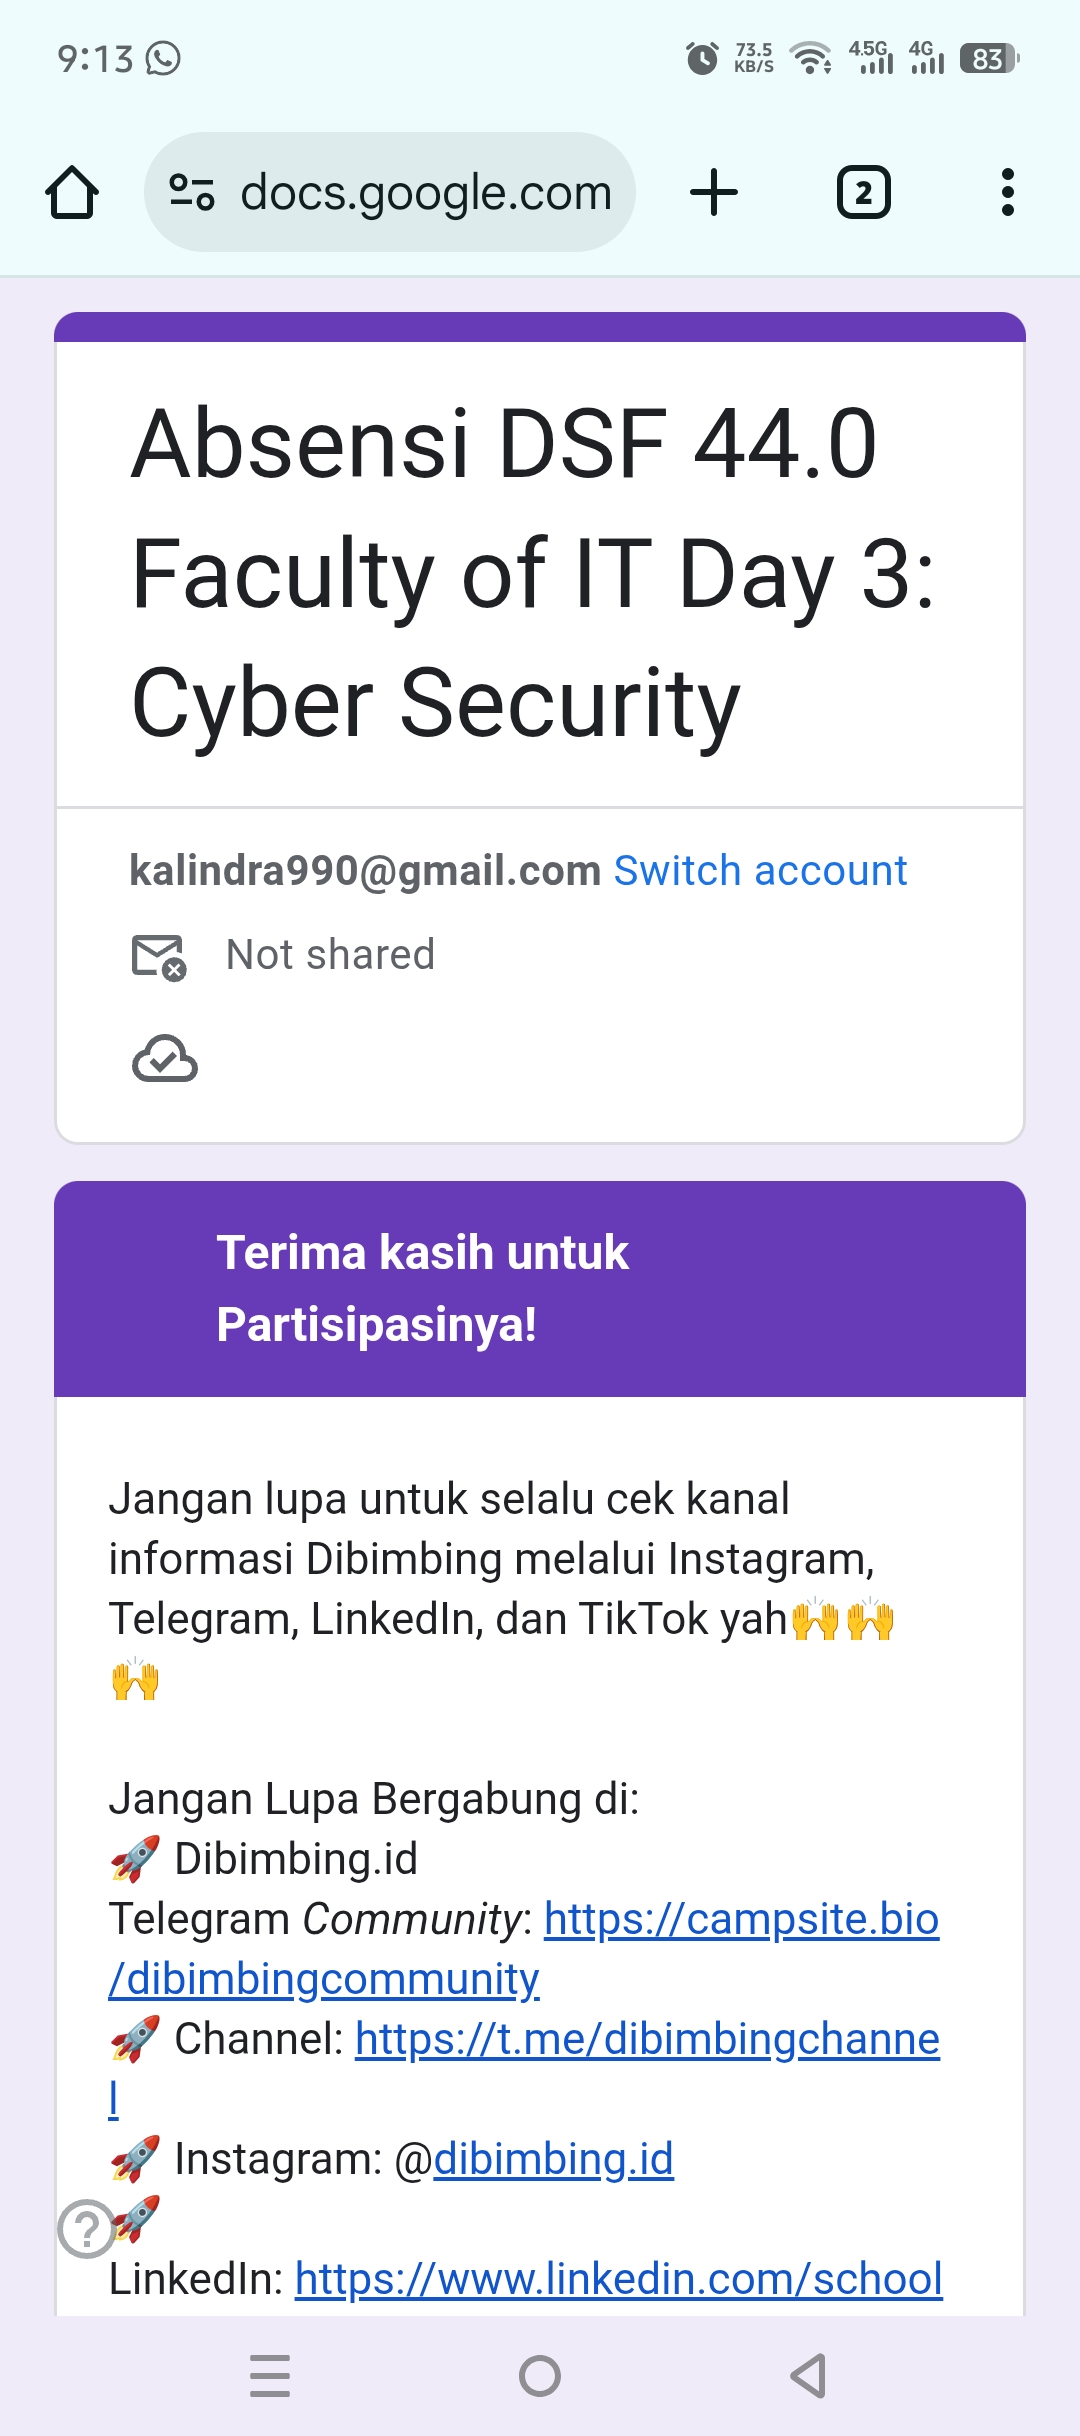 9:13
73.5
KB/S
4.5G
4G
83
docs.google.com
2
Absensi DSF 44.0
Faculty of IT Day 3:
Cyber Security
kalindra990@gmail.com Switch account
Not shared
Terima kasih untuk
Partisipasinya!
Jangan lupa untuk selalu cek kanal
informasi Dibimbing melalui Instagram,
Telegram, LinkedIn, dan TikTok yah🙌🙌
🙌
Jangan Lupa Bergabung di:
🚀 Dibimbing.id
Telegram Community: https://campsite.bio
/dibimbingcommunity
🚀 Channel: https://t.me/dibimbingchanne
l
🚀 Instagram: @dibimbing.id
🚀
LinkedIn: https://www.linkedin.com/school